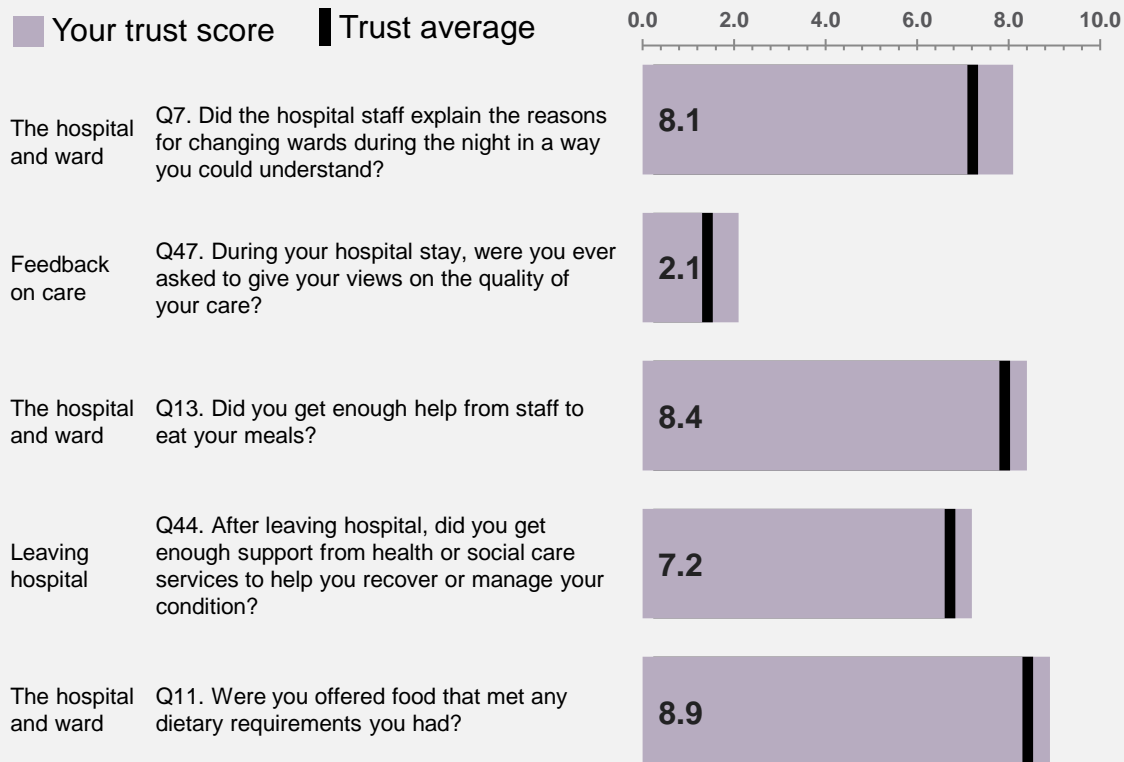 Your trust score
Trust average
0.0 2.0 4.0 6.0 8.0 10.0
The hospital
and ward
Q7. Did the hospital staff explain the reasons
for changing wards during the night in a way
you could understand?
8.1
Feedback
on care
Q47. During your hospital stay, were you ever
asked to give your views on the quality of
your care?
2.1
The hospital
and ward
Q13. Did you get enough help from staff to
eat your meals?
8.4
Leaving
hospital
Q44. After leaving hospital, did you get
enough support from health or social care
services to help you recover or manage your
condition?
7.2
The hospital
and ward
Q11. Were you offered food that met any
dietary requirements you had?
8.9